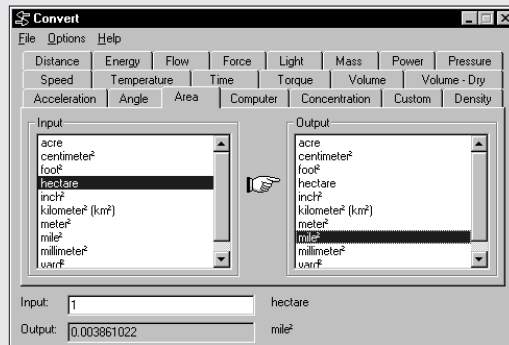 Convert
File Options Help
Distance Energy Flow Force Light Mass Power Pressure
Speed Temperature Time Torque Volume Volume - Dry
Acceleration Angle Area Computer Concentration Custom Density
Input Output
acre acre
centimeter² centimeter²
foot² foot²
hectare hectare
inch² inch²
kilometer² (km²) kilometer² (km²)
meter² meter²
mile² mile²
millimeter² millimeter²
yard² yard²
Input: 1 hectare
Output: 0.003861022 mile²